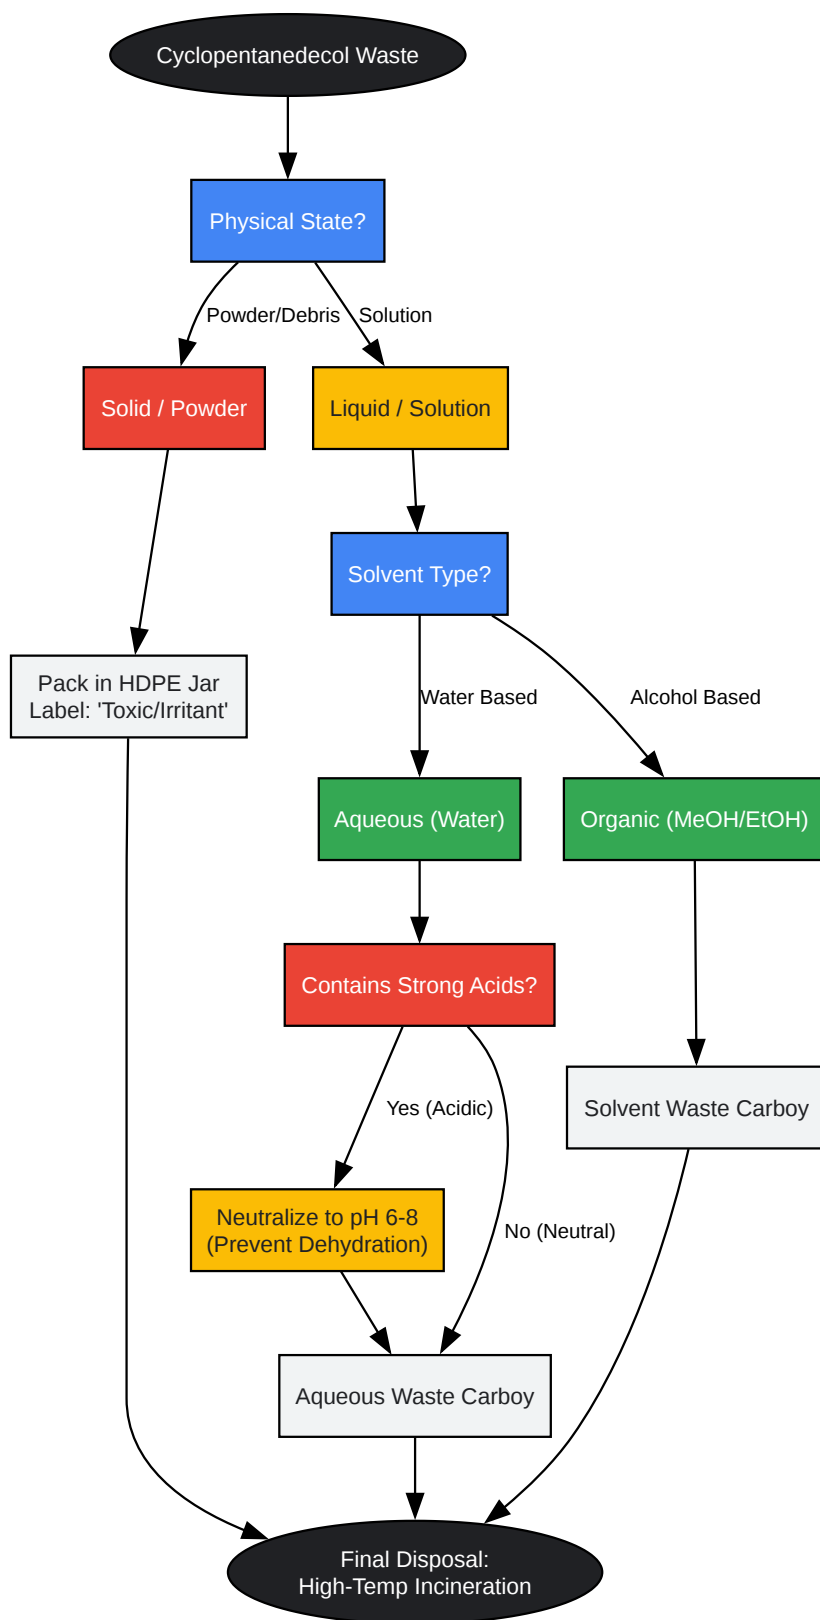 Cyclopentanedecol Waste
Physical State?
Powder/Debris
Solution
Solid / Powder
Liquid / Solution
Solvent Type?
Pack in HDPE Jar
Label: 'Toxic/Irritant'
Water Based
Alcohol Based
Aqueous (Water)
Organic (MeOH/EtOH)
Contains Strong Acids?
Yes (Acidic)
Solvent Waste Carboy
Neutralize to pH 6-8
(Prevent Dehydration)
No (Neutral)
Aqueous Waste Carboy
Final Disposal:
High-Temp Incineration